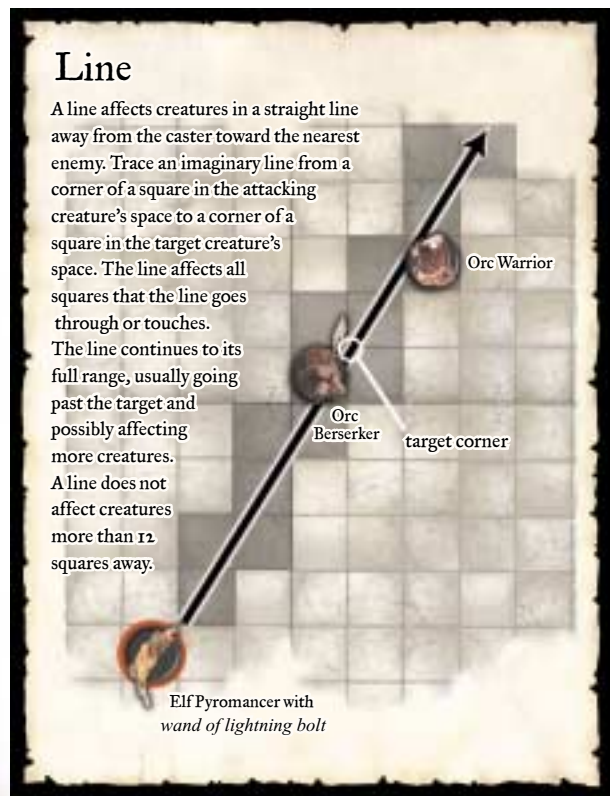 Line
A line affects creatures in a straight line
away from the caster toward the nearest
enemy. Trace an imaginary line from a
corner of a square in the attacking
creature's space to a corner of a
square in the target creature's
space. The line affects all
squares that the line goes
through or touches.
The line continues to its
full range, usually going
past the target and
possibly affecting
more creatures.
A line does not
affect creatures
more than 12
squares away.
Orc Warrior
Orc
Berserker
target corner
Elf Pyromancer with
wand of lightning bolt